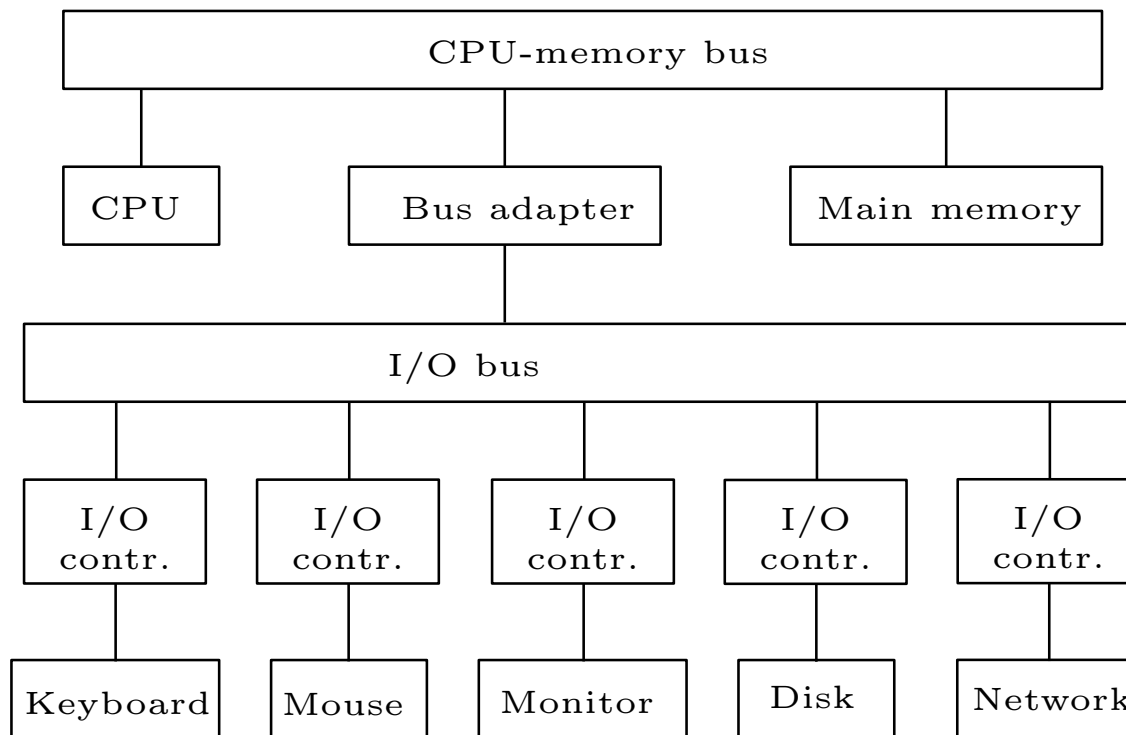 CPU-memory bus
CPU
Bus adapter
Main memory
I/O bus
I/O
contr.
I/O
contr.
I/O
contr.
I/O
contr.
I/O
contr.
Keyboard
Mouse
Monitor
Disk
Network